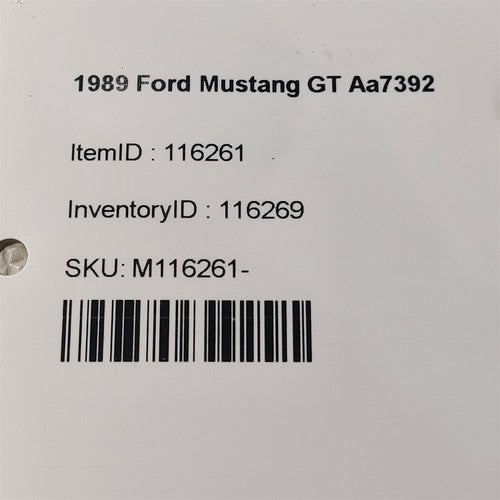 1989 Ford Mustang GT Aa7392
ItemID : 116261
InventoryID : 116269
SKU: M116261-